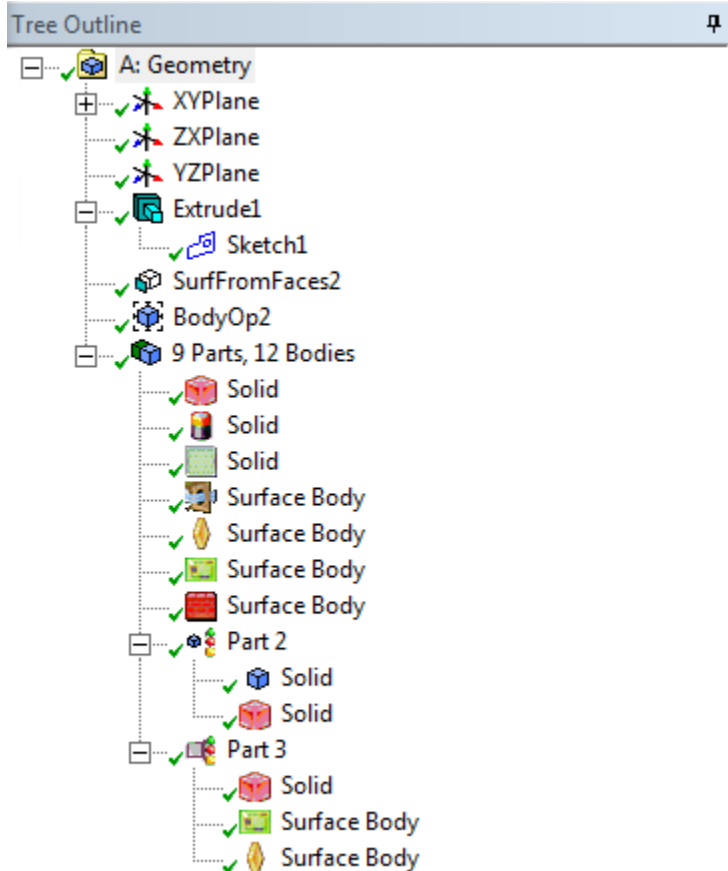 Tree Outline
A: Geometry
XYPlane
ZXPlane
YZPlane
Extrude1
Sketch1
SurfFromFaces2
BodyOp2
9 Parts, 12 Bodies
Solid
Solid
Solid
Surface Body
Surface Body
Surface Body
Surface Body
Part 2
Solid
Solid
Part 3
Solid
Surface Body
Surface Body